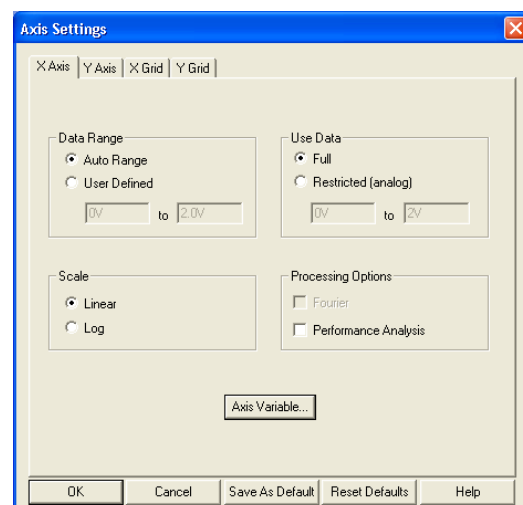 Axis Settings
X Axis Y Axis X Grid Y Grid
Data Range
Auto Range
User Defined
0V to 2.0V
Use Data
Full
Restricted (analog)
0V to 2V
Scale
Linear
Log
Processing Options
Fourier
Performance Analysis
Axis Variable...
OK Cancel Save As Default Reset Defaults Help